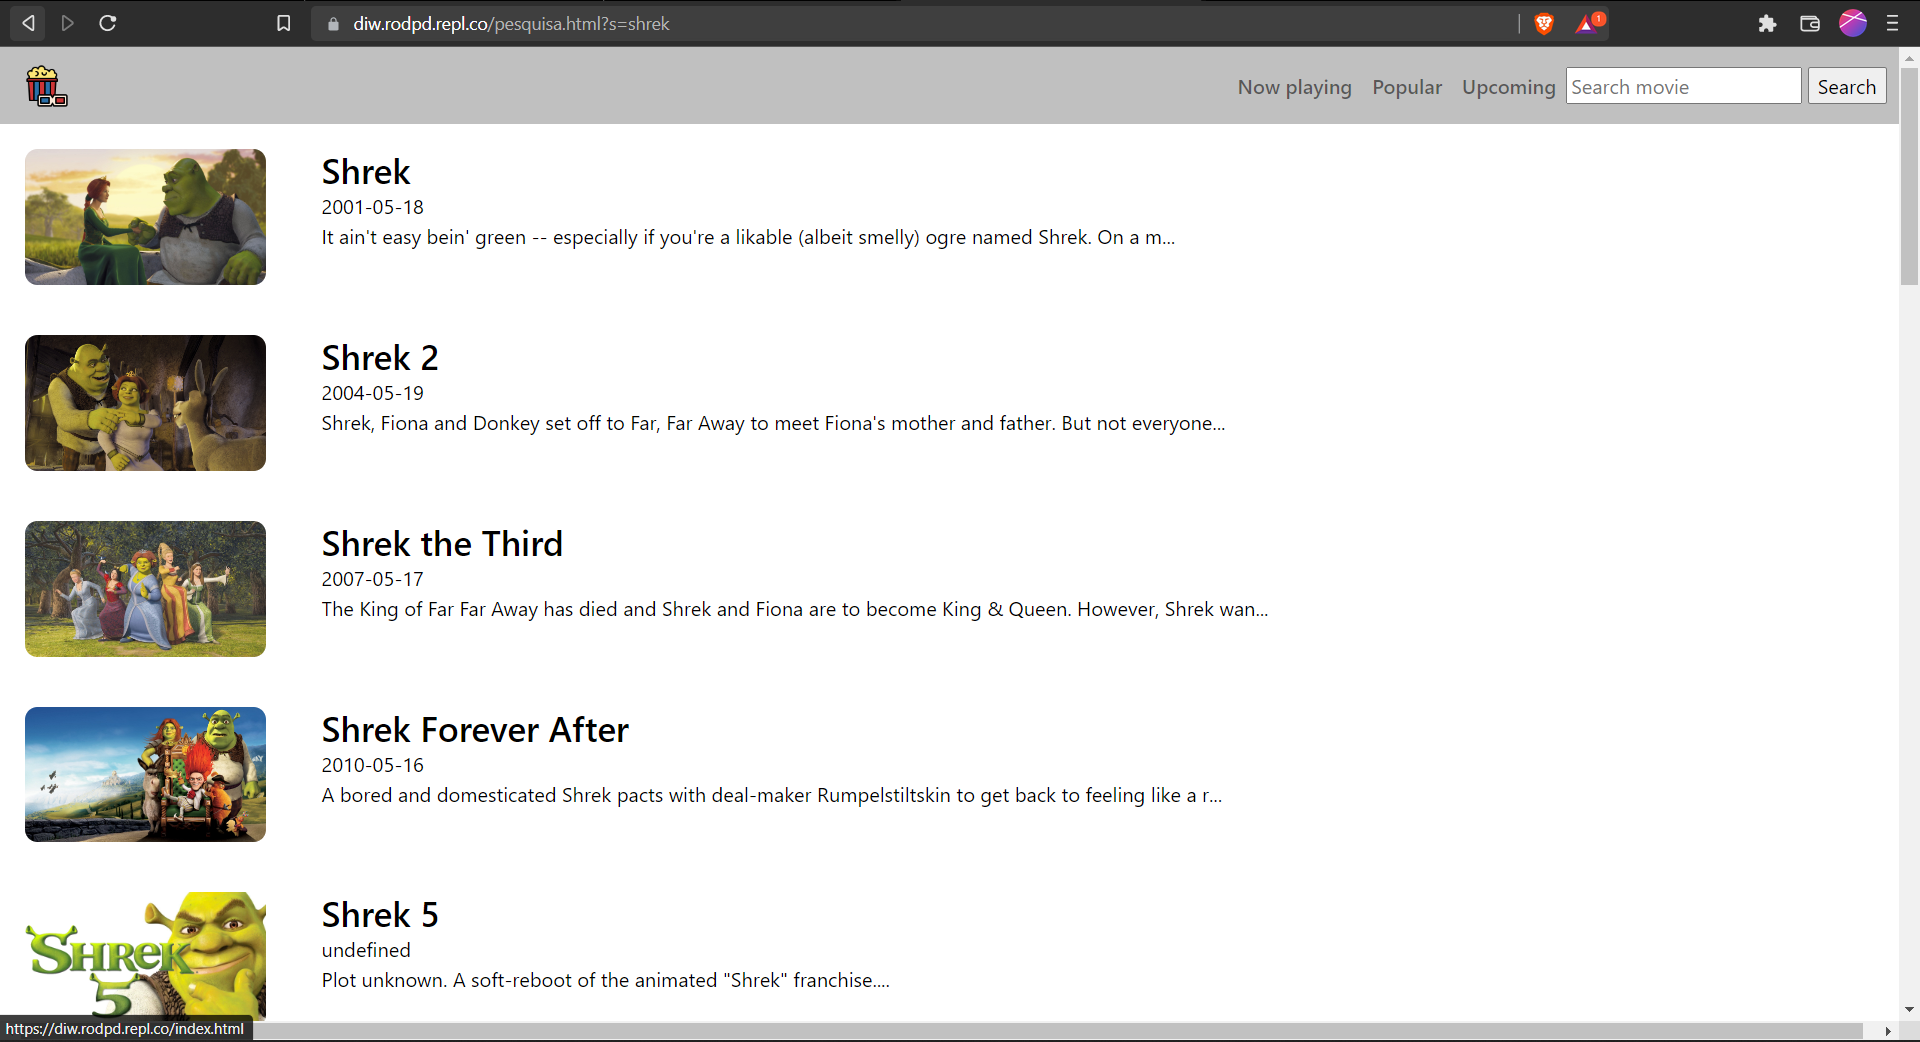 diw.rodpd.repl.co/pesquisa.html?s=shrek
1
Now playing Popular Upcoming Search movie Search
Shrek
2001-05-18
It ain't easy bein' green -- especially if you're a likable (albeit smelly) ogre named Shrek. On a m...
Shrek 2
2004-05-19
Shrek, Fiona and Donkey set off to Far, Far Away to meet Fiona's mother and father. But not everyone...
Shrek the Third
2007-05-17
The King of Far Far Away has died and Shrek and Fiona are to become King & Queen. However, Shrek wan...
Shrek Forever After
2010-05-16
A bored and domesticated Shrek pacts with deal-maker Rumpelstiltskin to get back to feeling like a r...
SHREK
5
Shrek 5
undefined
Plot unknown. A soft-reboot of the animated "Shrek" franchise....
https://diw.rodpd.repl.co/index.html